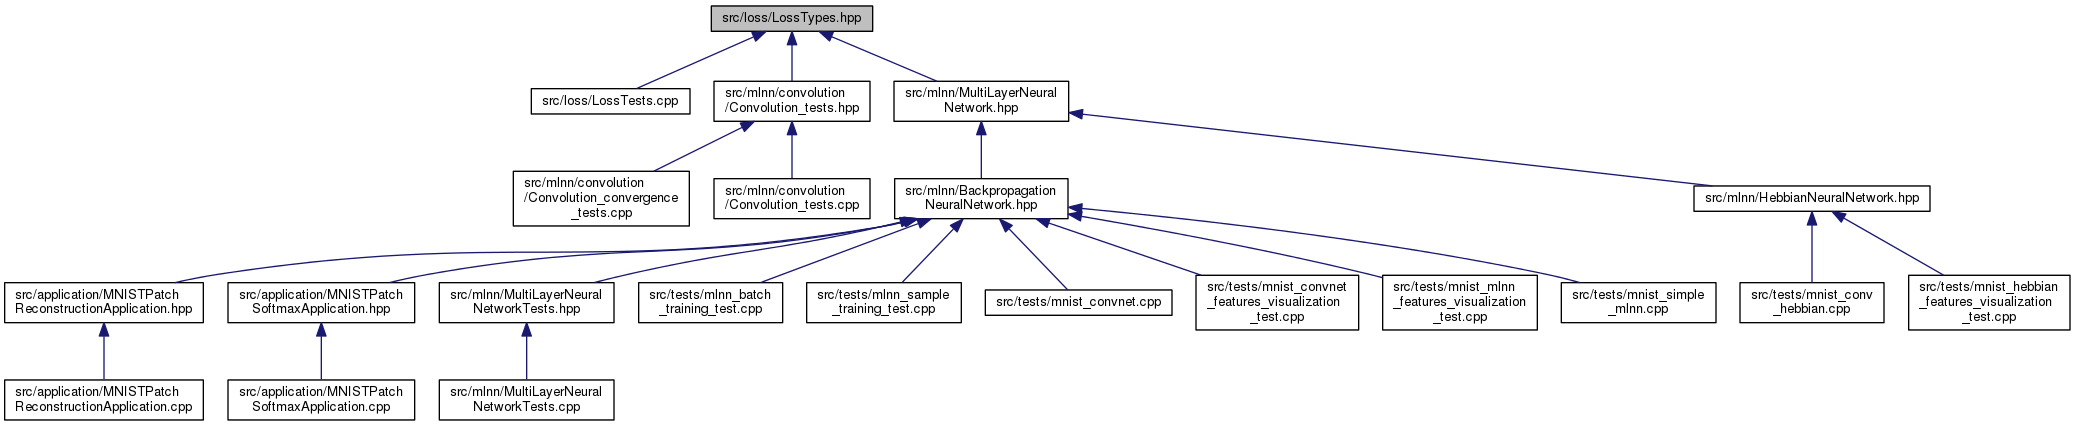 src/loss/LossTypes.hpp
src/loss/LossTests.cpp
src/mlnn/convolution
/Convolution_tests.hpp
src/mlnn/MultiLayerNeural
Network.hpp
src/mlnn/convolution
/Convolution_convergence
_tests.cpp
src/mlnn/convolution
/Convolution_tests.cpp
src/mlnn/Backpropagation
NeuralNetwork.hpp
src/mlnn/HebbianNeuralNetwork.hpp
src/application/MNISTPatch
ReconstructionApplication.hpp
src/application/MNISTPatch
SoftmaxApplication.hpp
src/mlnn/MultiLayerNeural
NetworkTests.hpp
src/tests/mlnn_batch
_training_test.cpp
src/tests/mlnn_sample
_training_test.cpp
src/tests/mnist_convnet.cpp
src/tests/mnist_convnet
_features_visualization
_test.cpp
src/tests/mnist_mlnn
_features_visualization
_test.cpp
src/tests/mnist_simple
_mlnn.cpp
src/tests/mnist_conv
_hebbian.cpp
src/tests/mnist_hebbian
_features_visualization
_test.cpp
src/application/MNISTPatch
ReconstructionApplication.cpp
src/application/MNISTPatch
SoftmaxApplication.cpp
src/mlnn/MultiLayerNeural
NetworkTests.cpp